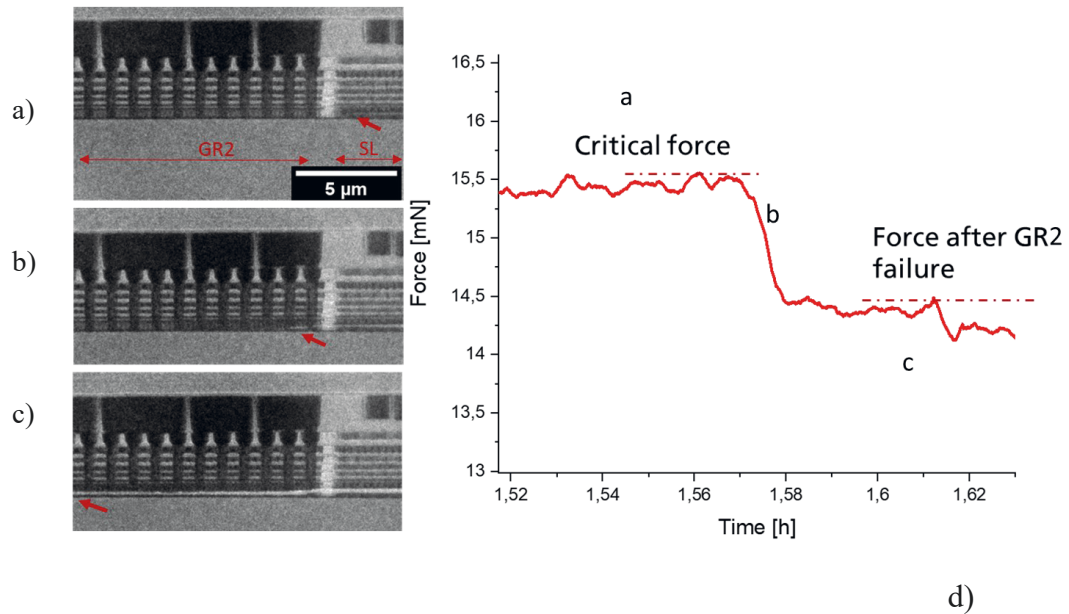 a)
GR2
SL
5 µm
b)
c)
16,5
16
15,5
15
14,5
14
13,5
13
Force [mN]
a
Critical force
b
Force after GR2
failure
c
1,52
1,54
1,56
1,58
1,6
1,62
Time [h]
d)